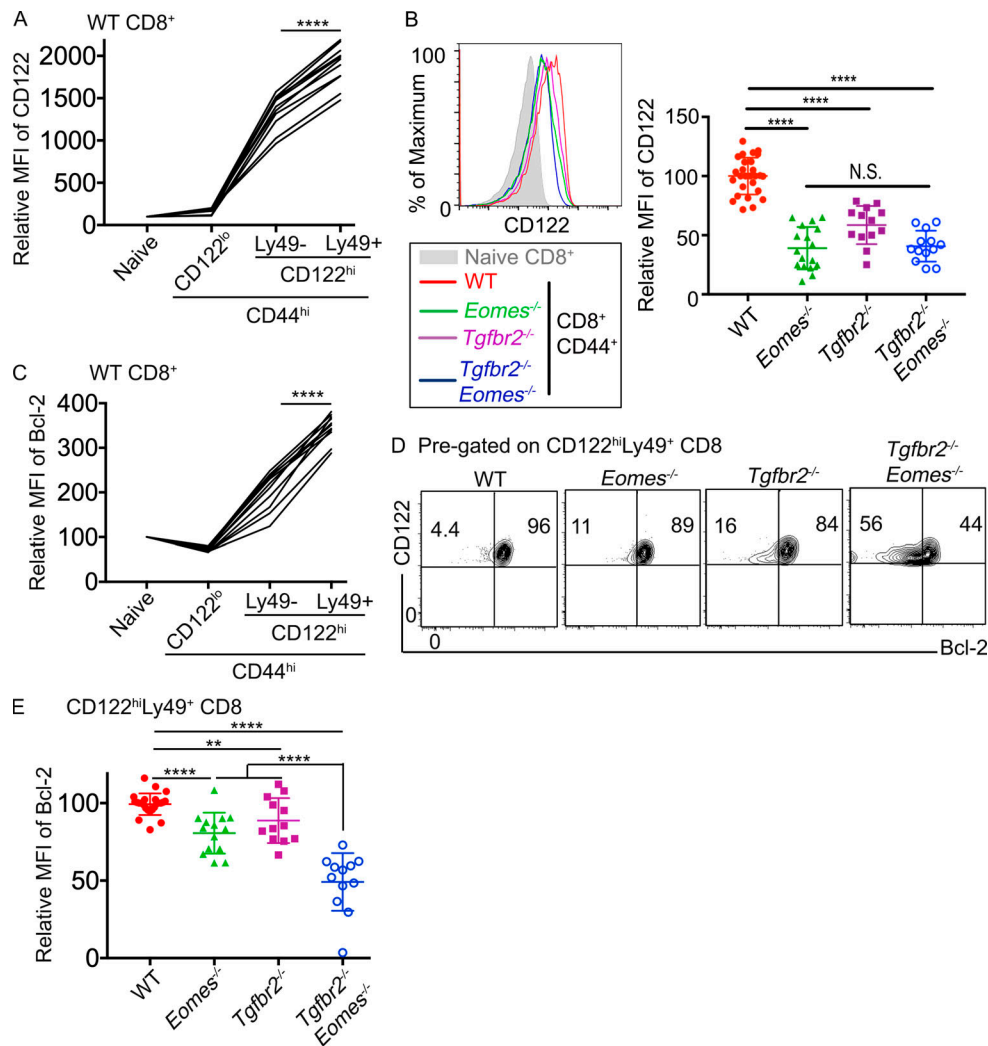 A
WT CD8+
****
Relative MFI of CD122
2000
1500
1000
500
0
Naive
CD122lo
Ly49-
Ly49+
CD122hi
CD44hi
B
100
0
% of Maximum
CD122
Naive CD8+
WT
Eomes-/-
Tgfbr2-/-
Tgfbr2-/-
Eomes-/-
CD8+
CD44+
****
****
****
N.S.
Relative MFI of CD122
150
100
50
0
WT
Eomes-/-
Tgfbr2-/-
Tgfbr2-/-
Eomes-/-
C
WT CD8+
****
Relative MFI of Bcl-2
400
300
200
100
0
Naive
CD122lo
Ly49-
Ly49+
CD122hi
CD44hi
D Pre-gated on CD122hiLy49+ CD8
WT
Eomes-/-
Tgfbr2-/-
Tgfbr2-/-
Eomes-/-
CD122
0
0
4.4 96
11 89
16 84
56 44
Bcl-2
E
CD122hiLy49+ CD8
****
**
**** ****
Relative MFI of Bcl-2
100
50
0
WT
Eomes-/-
Tgfbr2-/-
Tgfbr2-/-
Eomes-/-